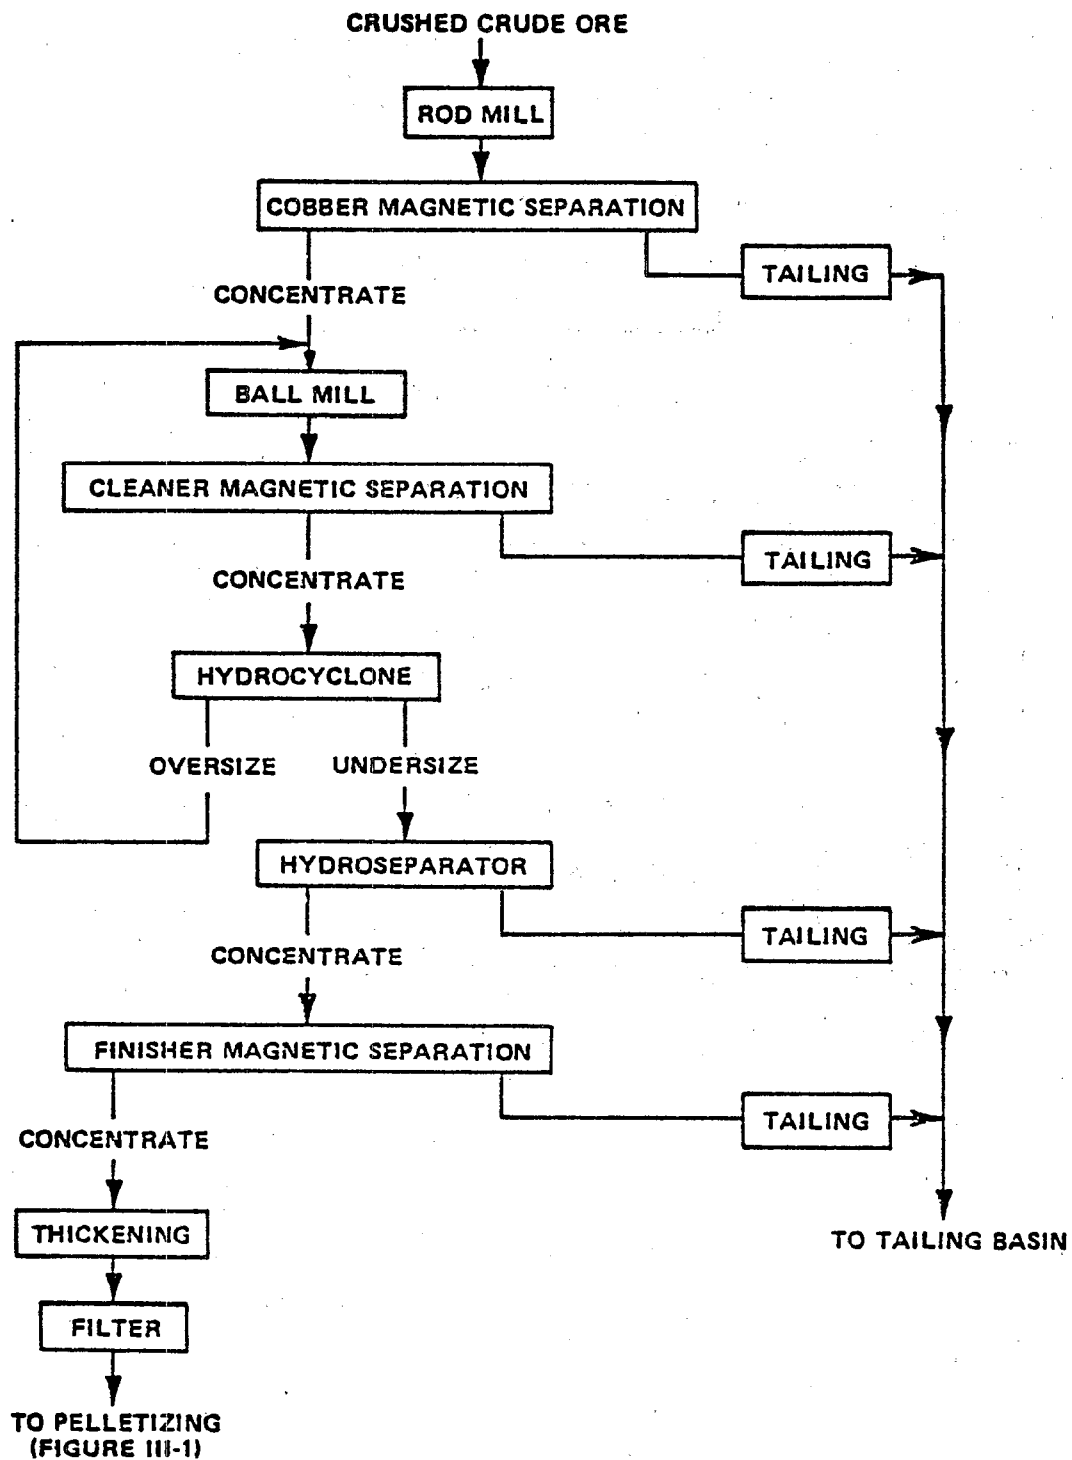 CRUSHED CRUDE ORE
ROD MILL
COBBER MAGNETIC SEPARATION
TAILING
CONCENTRATE
BALL MILL
CLEANER MAGNETIC SEPARATION
TAILING
CONCENTRATE
HYDROCYCLONE
OVERSIZE
UNDERSIZE
HYDROSEPARATOR
TAILING
CONCENTRATE
FINISHER MAGNETIC SEPARATION
TAILING
CONCENTRATE
THICKENING
TO TAILING BASIN
FILTER
TO PELLETIZING
(FIGURE III-1)